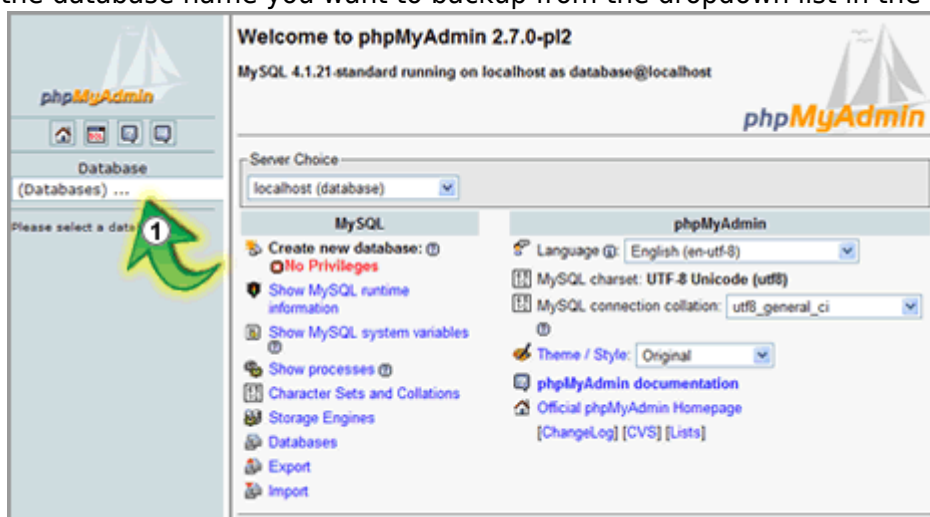 the database name you want to backup from the dropdown list in the
phpMyAdmin
SQL
Database
(Databases) ...
Please select a dat
1
Welcome to phpMyAdmin 2.7.0-pl2
MySQL 4.1.21-standard running on localhost as database@localhost
phpMyAdmin
Server Choice
localhost (database)
MySQL
Create new database:
No Privileges
Show MySQL runtime
information
Show MySQL system variables
Show processes
Character Sets and Collations
Storage Engines
Databases
Export
Import
phpMyAdmin
Language: English (en-utf-8)
MySQL charset: UTF-8 Unicode (utf8)
MySQL connection collation: utf8_general_ci
Theme / Style: Original
phpMyAdmin documentation
Official phpMyAdmin Homepage
[ChangeLog] [CVS] [Lists]